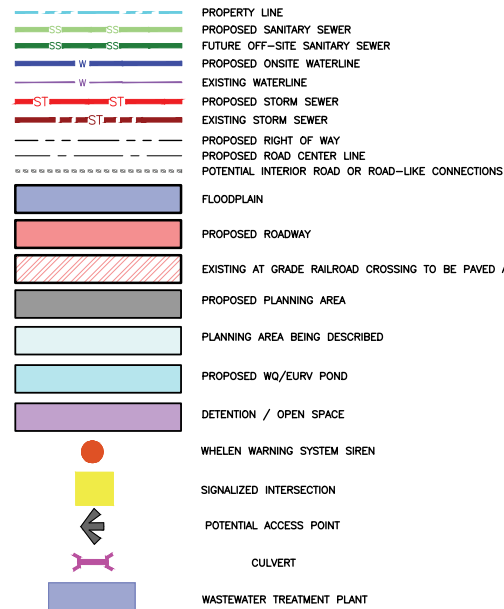 PROPERTY LINE
SS SS PROPOSED SANITARY SEWER
SS SS FUTURE OFF-SITE SANITARY SEWER
W PROPOSED ONSITE WATERLINE
W EXISTING WATERLINE
ST ST PROPOSED STORM SEWER
ST EXISTING STORM SEWER
PROPOSED RIGHT OF WAY
PROPOSED ROAD CENTER LINE
POTENTIAL INTERIOR ROAD OR ROAD-LIKE CONNECTIONS
FLOODPLAIN
PROPOSED ROADWAY
EXISTING AT GRADE RAILROAD CROSSING TO BE PAVED
PROPOSED PLANNING AREA
PLANNING AREA BEING DESCRIBED
PROPOSED WQ/EURV POND
DETENTION / OPEN SPACE
WHELEN WARNING SYSTEM SIREN
SIGNALIZED INTERSECTION
POTENTIAL ACCESS POINT
CULVERT
WASTEWATER TREATMENT PLANT